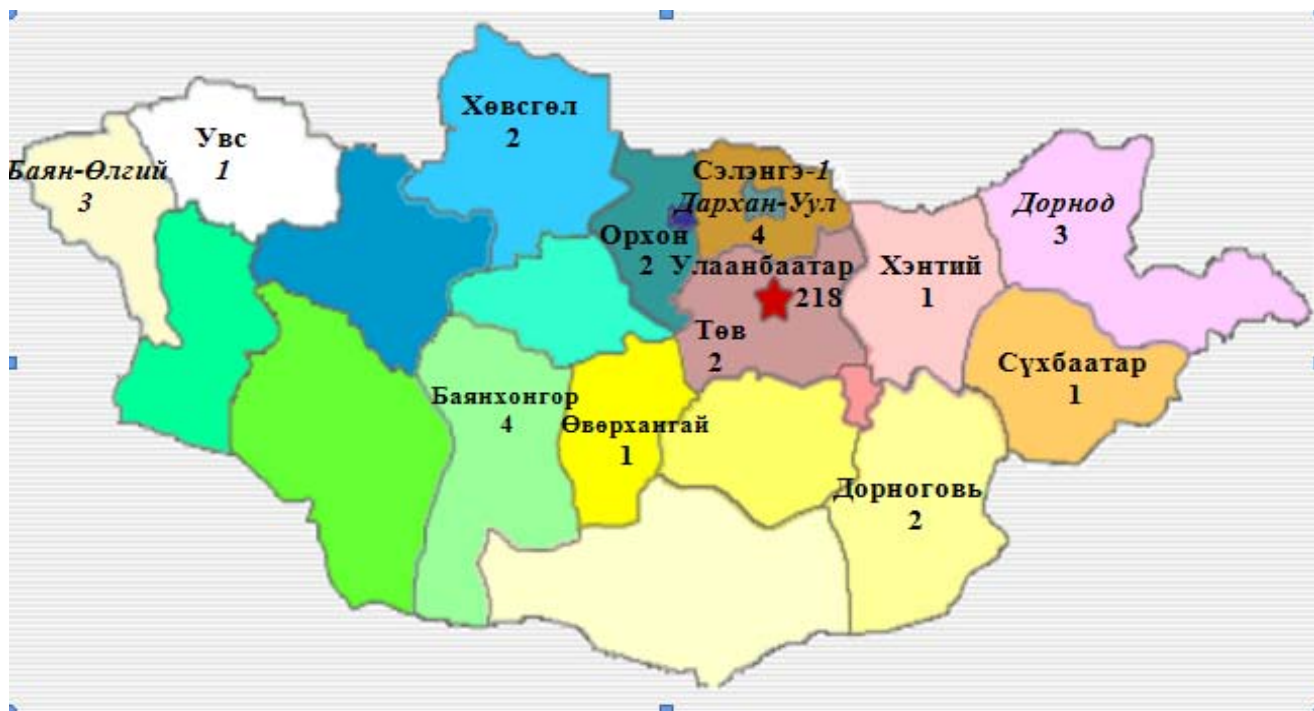 Хөвсгөл
2
Увс
1
Баян-Өлгий
3
Сэлэнгэ-1
Дархан-Уул
4
Дорнод
3
Орхон
2
Улаанбаатар
218
Хэнтий
1
Төв
2
Сүхбаатар
1
Баянхонгор
4
Өвөрхангай
1
Дорноговь
2